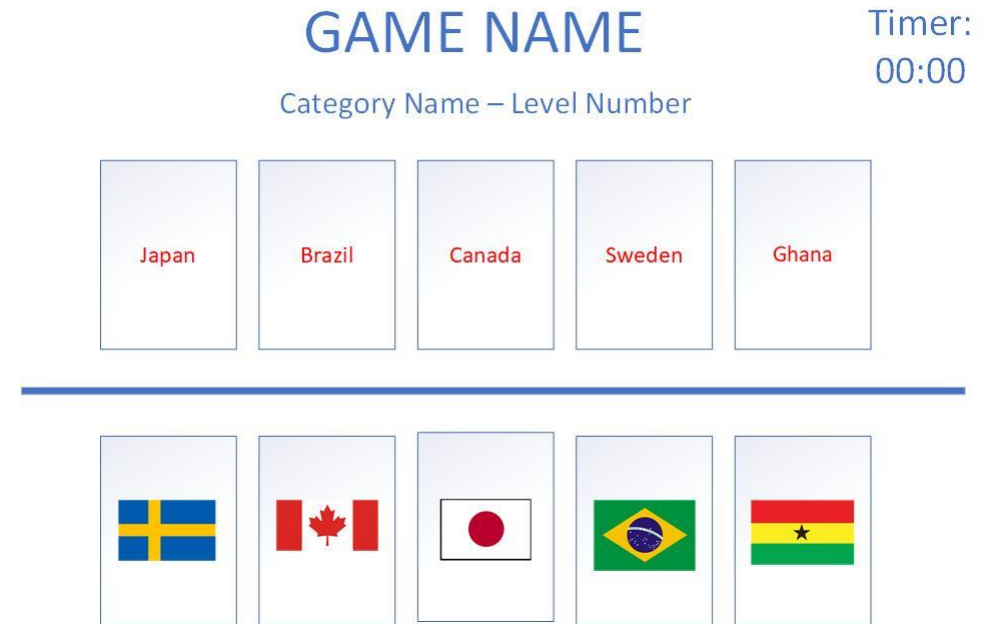 GAME NAME
Timer:
00:00
Category Name – Level Number
Japan
Brazil
Canada
Sweden
Ghana